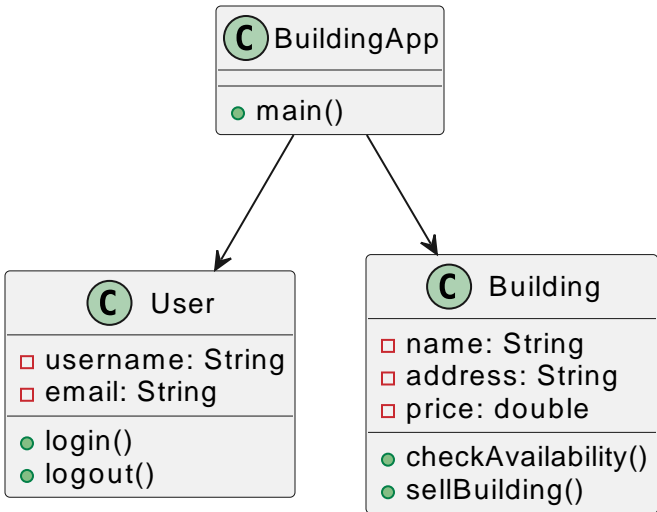 C BuildingApp
main()
C User
username: String
email: String
login()
logout()
C Building
name: String
address: String
price: double
checkAvailability()
sellBuilding()